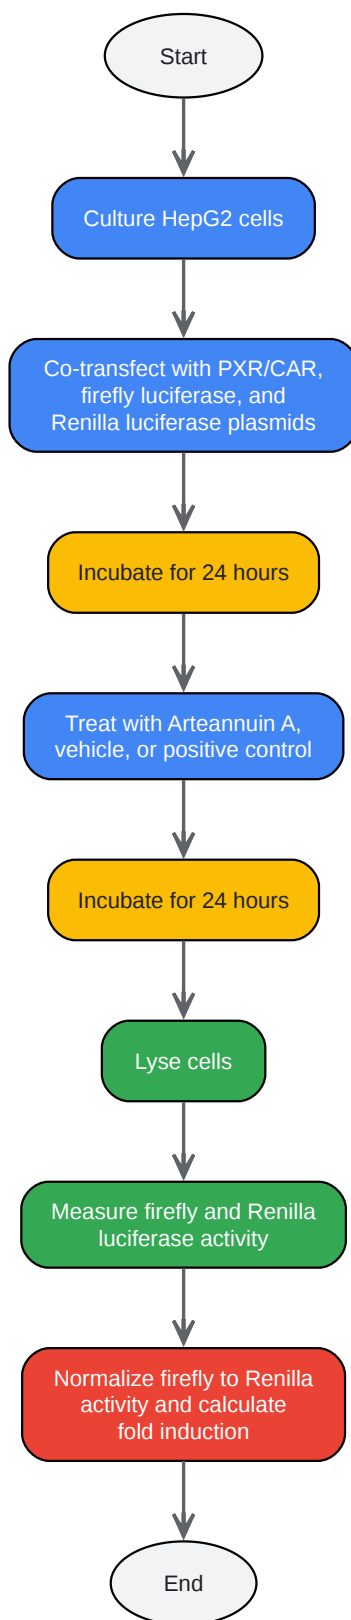 Start
Culture HepG2 cells
Co-transfect with PXR/CAR,
firefly luciferase, and
Renilla luciferase plasmids
Incubate for 24 hours
Treat with Arteannuin A,
vehicle, or positive control
Incubate for 24 hours
Lyse cells
Measure firefly and Renilla
luciferase activity
Normalize firefly to Renilla
activity and calculate
fold induction
End